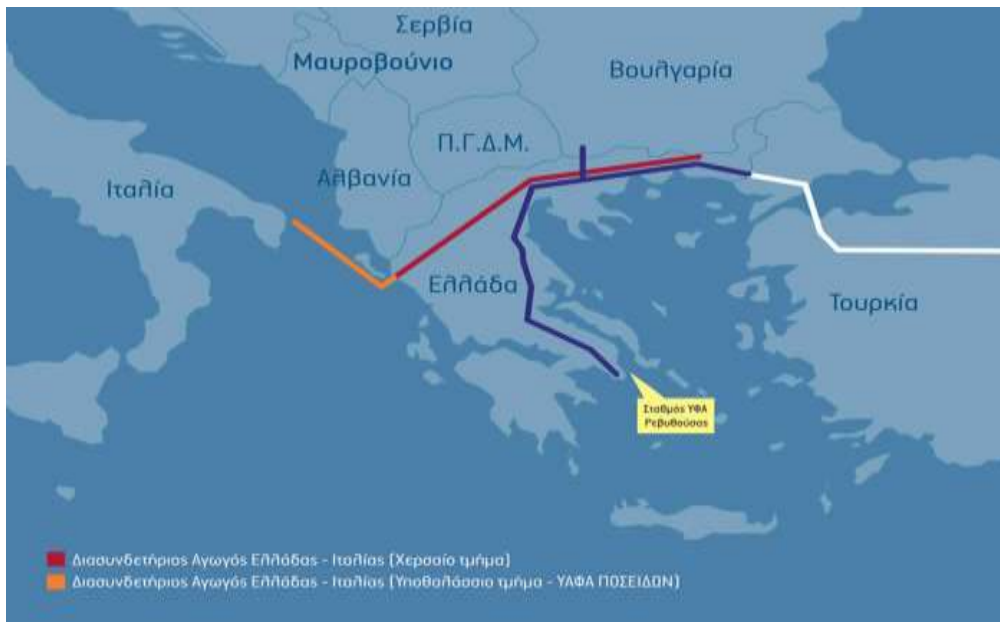 Σερβία
Μαυροβούνιο
Βουλγαρία
Π.Γ.Δ.Μ.
Αλβανία
Ιταλία
Ελλάδα
Τουρκία
Σταθμός ΥΦΑ
Ρεβυθούσας
Διασυνδετήριος Αγωγός Ελλάδας - Ιταλίας (Χερσαίο τμήμα)
Διασυνδετήριος Αγωγός Ελλάδας - Ιταλίας (Υποθαλάσσιο τμήμα - ΥΑΦΑ ΠΟΣΕΙΔΩΝ)